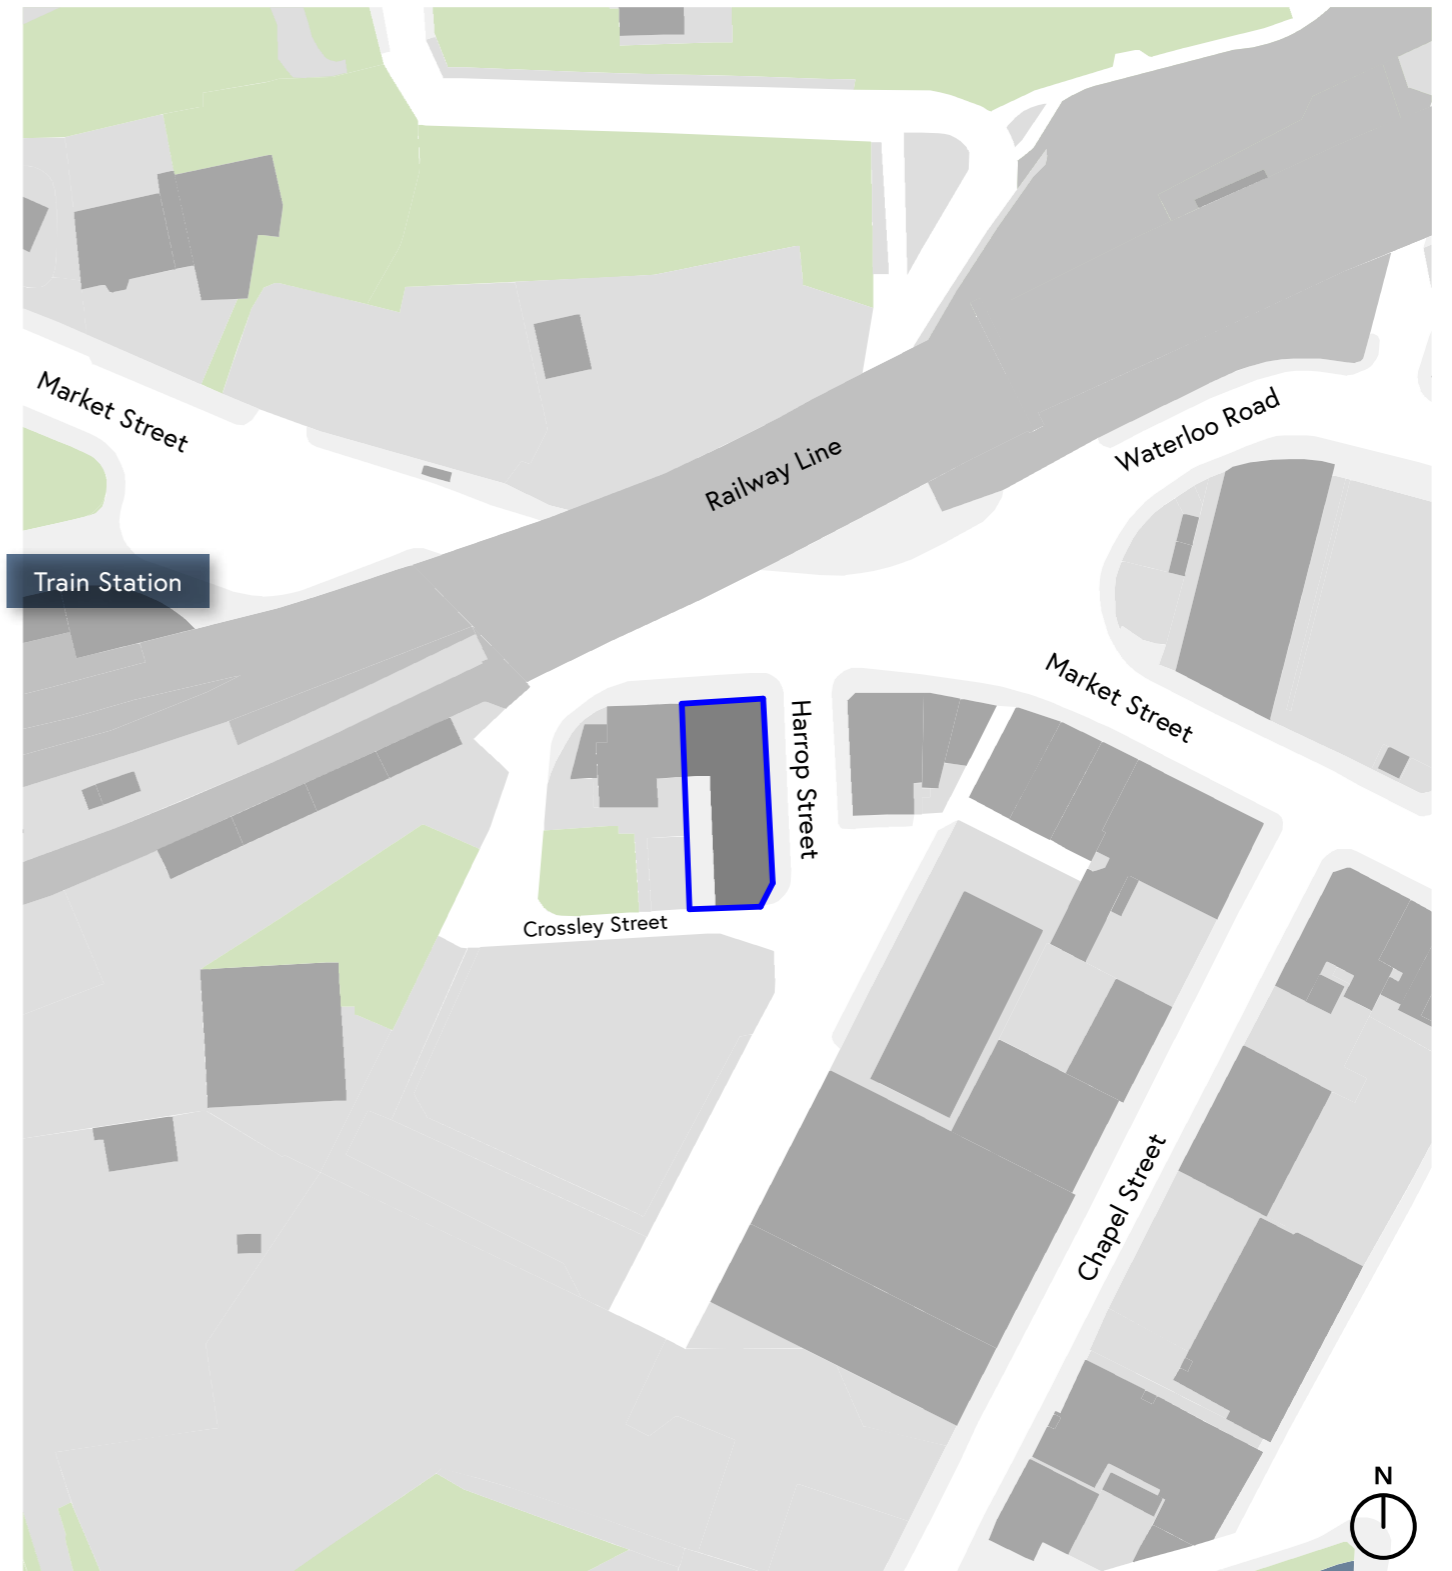 Market Street
Waterloo Road
Railway Line
Train Station
Market Street
Harrop Street
Crossley Street
Chapel Street
N